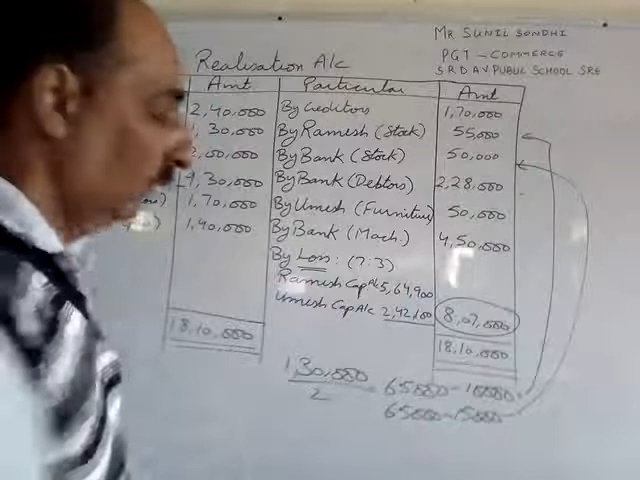 MR SUNIL SONDHI
PGT - COMMERCE
S.R.D A.V PUBLIC SCHOOL SRE
Realisation A/c
Amt Particular Amt
2,40,000 By Creditors 1,70,000
1,30,000 By Ramesh (Stock) 55,000
By Bank (Stock) 50,000
9,30,000 By Bank (Debtors) 2,28,000
1,70,000 By Umesh (Furniture) 50,000
1,40,000 By Bank (Mach.) 4,50,000
By Loss: (7:3)
Ramesh Cap A/c 5,64,900
Umesh Cap A/c 2,42,100 8,07,000
18,10,000 18,10,000
1,30,000
2
65000 - 10000
65000 - 15000